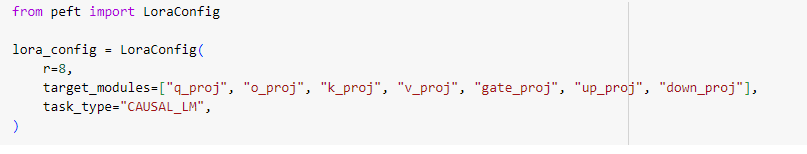 from peft import LoraConfig
lora_config = LoraConfig(
    r=8,
    target_modules=["q_proj", "o_proj", "k_proj", "v_proj", "gate_proj", "up_proj", "down_proj"],
    task_type="CAUSAL_LM",
)